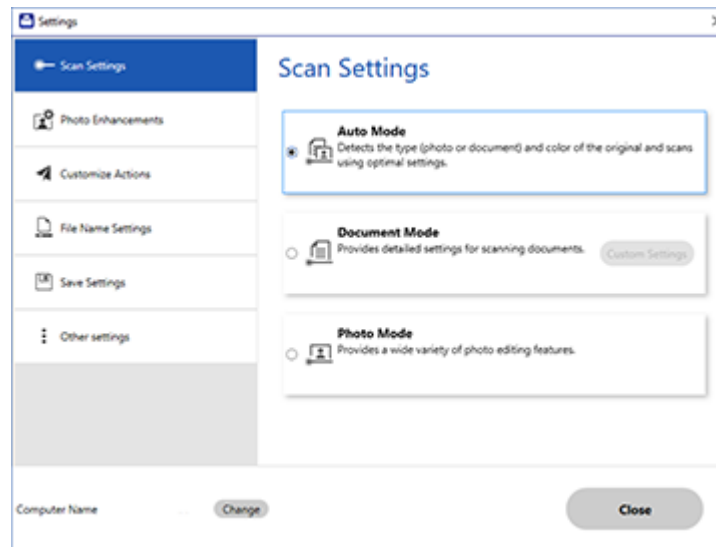 Settings
Scan Settings
Photo Enhancements
Customize Actions
File Name Settings
Save Settings
Other settings
Scan Settings
Auto Mode
Detects the type (photo or document) and color of the original and scans
using optimal settings.
Document Mode
Provides detailed settings for scanning documents.
Custom Settings
Photo Mode
Provides a wide variety of photo editing features.
Computer Name
...
Change
Close